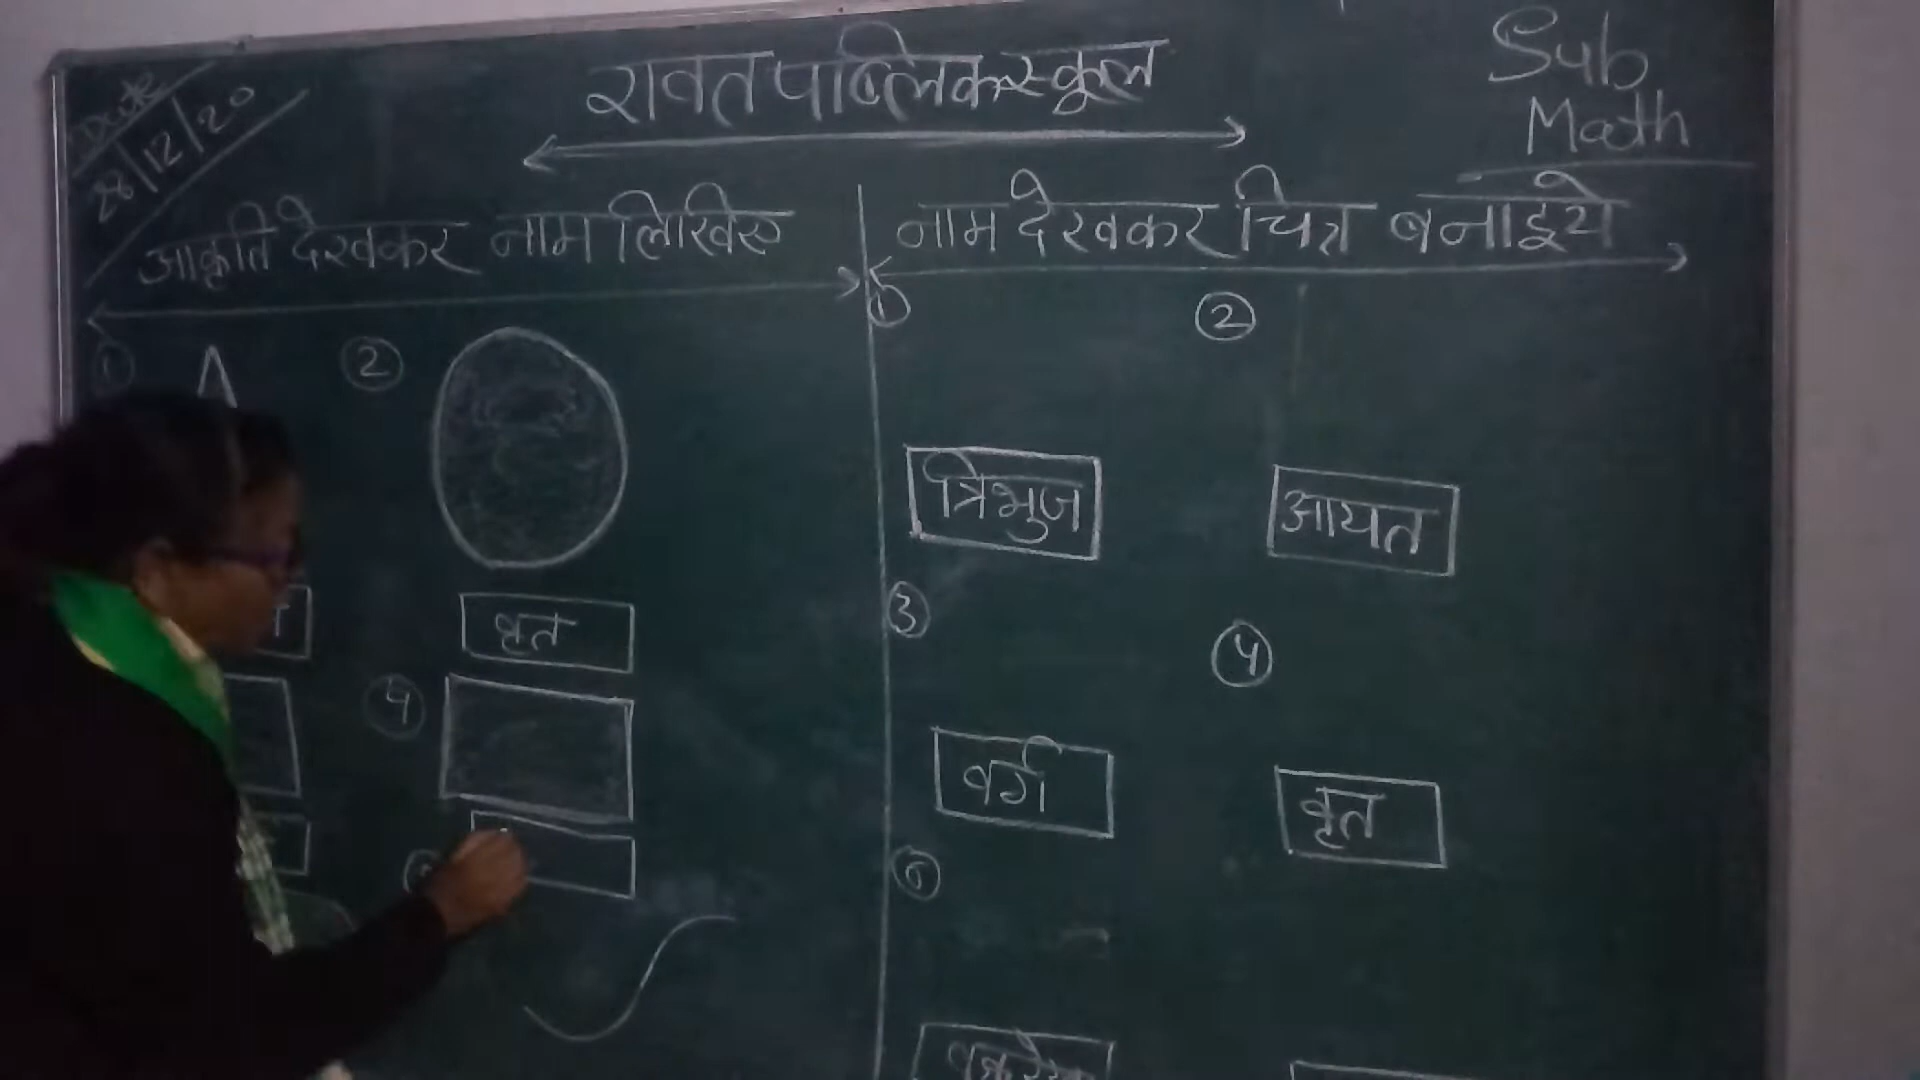 Date
28/12/20
रावत पब्लिक स्कूल
Sub
Math
आकृति देखकर नाम लिखिए
① ②
वृत
4
नाम देखकर चित्र बनाइये
① ②
त्रिभुज आयत
③ ④
वर्ग वृत